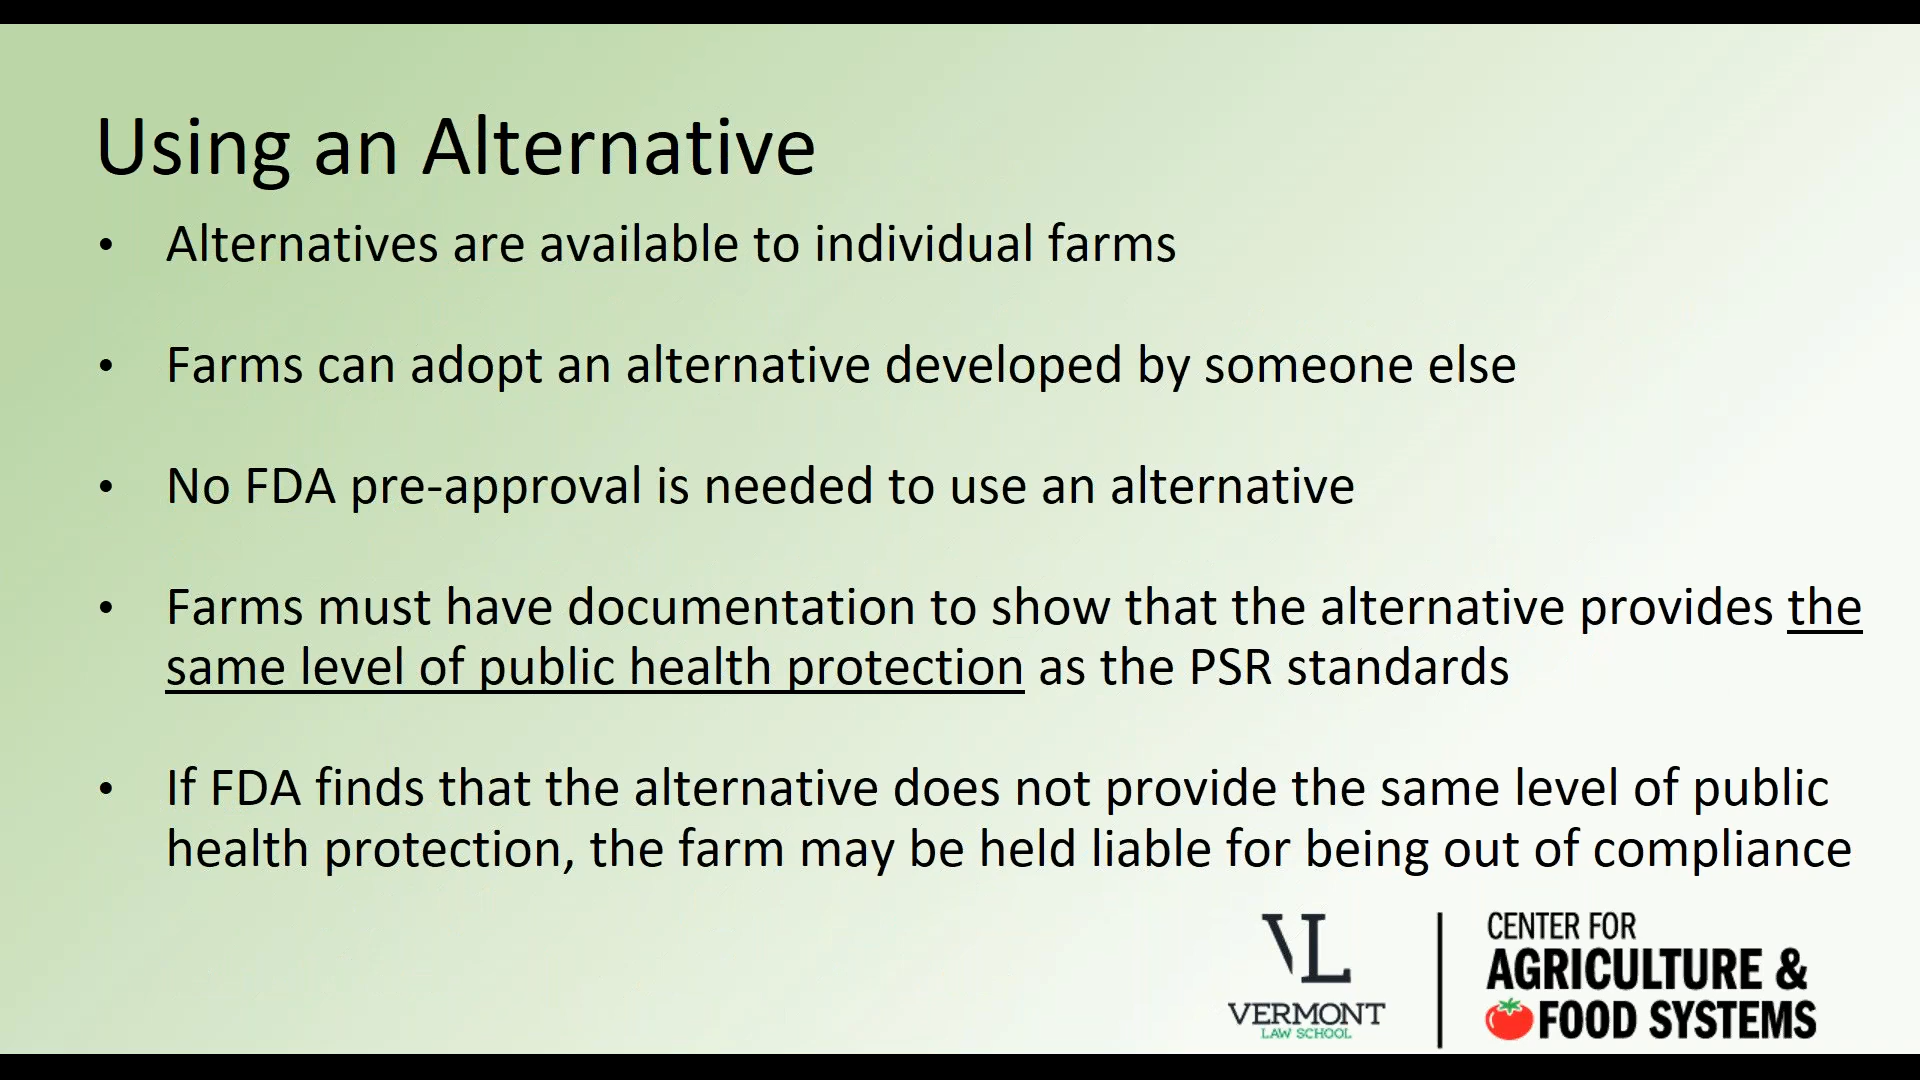 Using an Alternative
• Alternatives are available to individual farms
• Farms can adopt an alternative developed by someone else
• No FDA pre-approval is needed to use an alternative
• Farms must have documentation to show that the alternative provides the
same level of public health protection as the PSR standards
• If FDA finds that the alternative does not provide the same level of public
health protection, the farm may be held liable for being out of compliance
VL
VERMONT
LAW SCHOOL
CENTER FOR
AGRICULTURE &
FOOD SYSTEMS